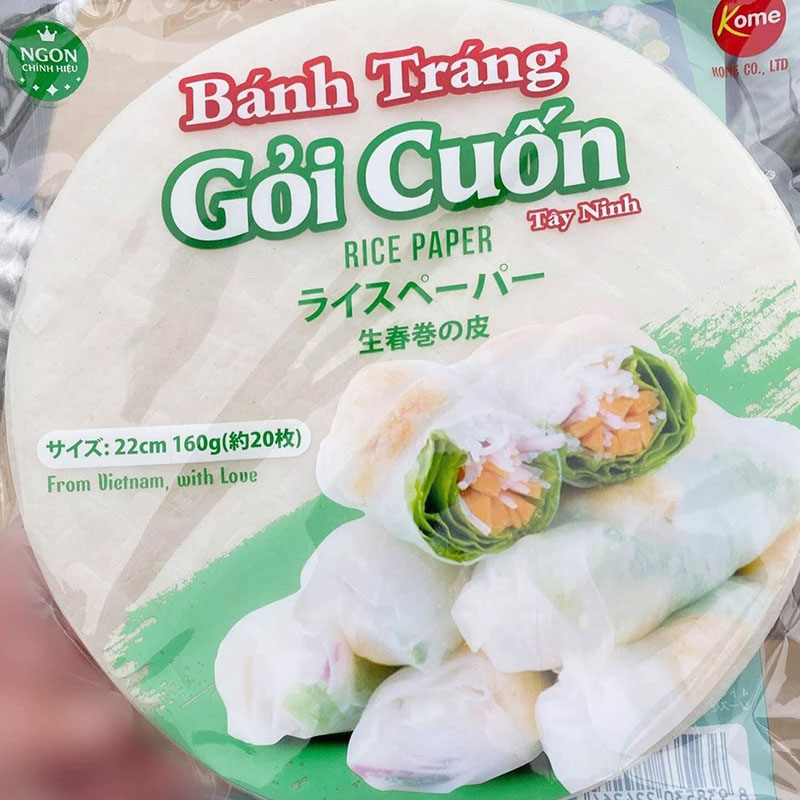 NGON
CHÍNH HIỆU
Kome
KOME CO., LTD
Bánh Tráng
Gỏi Cuốn
Tây Ninh
RICE PAPER
ライスペーパー
生春巻の皮
サイズ: 22cm 160g(約20枚)
From Vietnam, with Love